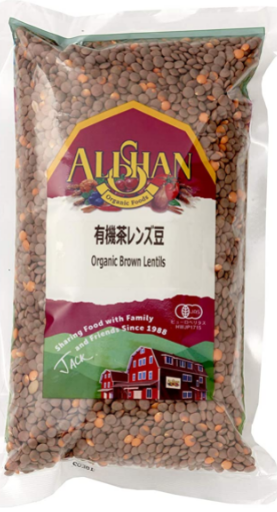 ALISHAN
Organic Foods
有機茶レンズ豆
Organic Brown Lentils
Sharing Food with Family
and Friends Since 1988
JACK